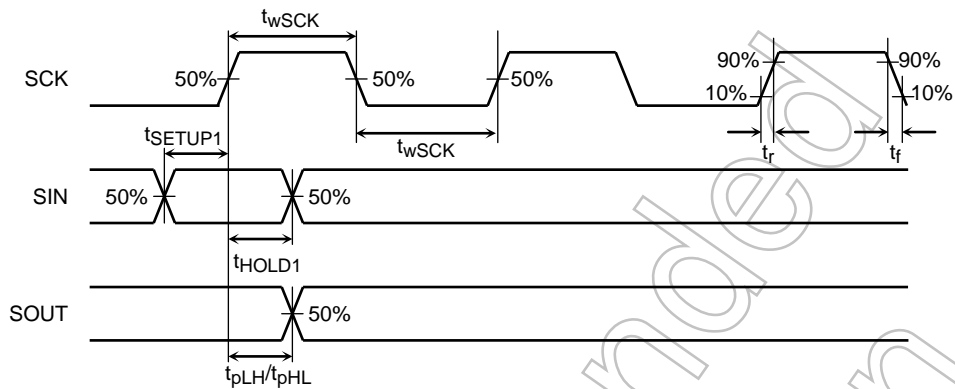 twSCK
SCK 50% 50% 50% 90% 90%
10% 10%
tSETUP1 twSCK tr tf
SIN 50% 50%
tHOLD1
SOUT 50%
tpLH/tpHL